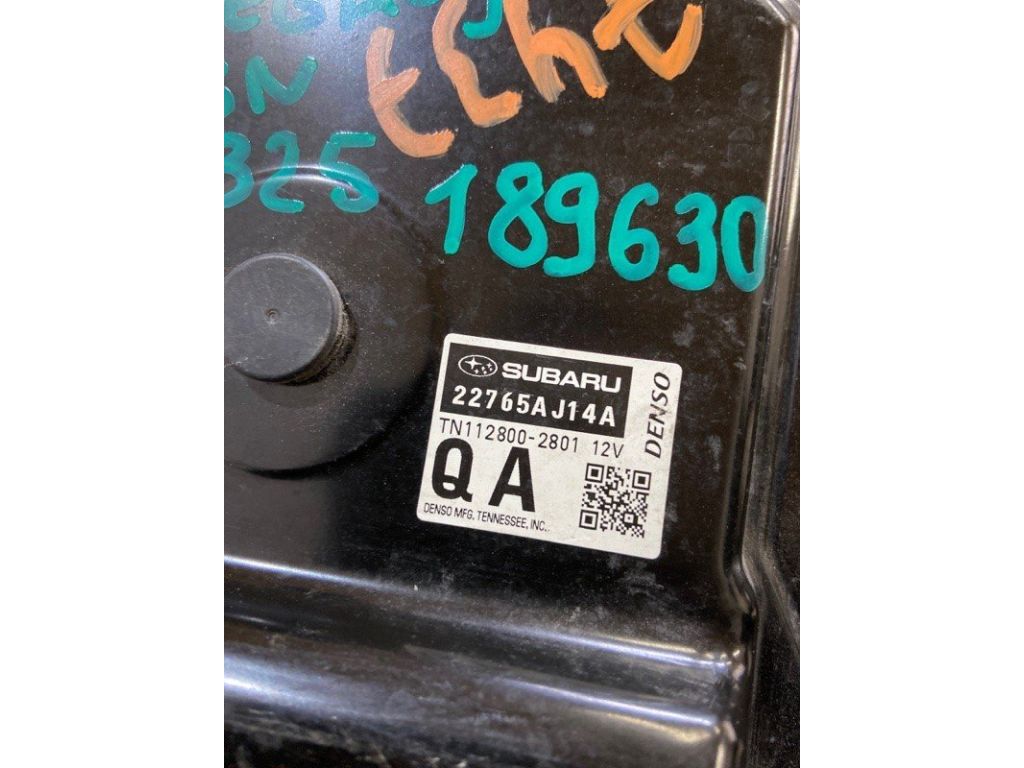 325
189630
SUBARU
22765AJ14A
TN112800-2801 12V
DENSO
QA
DENSO MFG. TENNESSEE, INC.